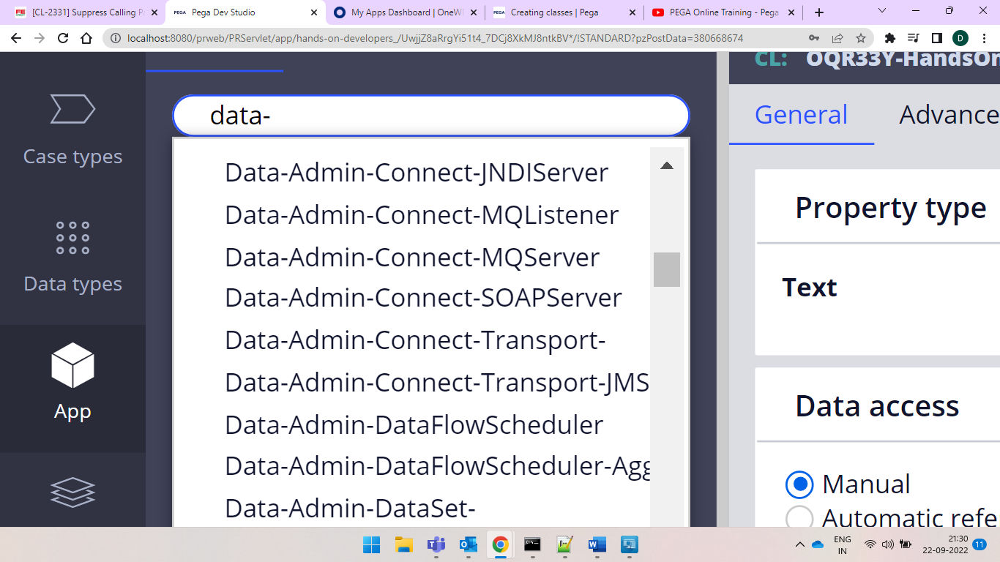 [CL-2331] Suppress Calling P
PEGA Pega Dev Studio
My Apps Dashboard | OneW
PEGA Creating classes | Pega
PEGA Online Training - Pega
localhost:8080/prweb/PRServlet/app/hands-on-developers_/UwjjZ8aRrgYi51t4_7DCj8XkMJ8ntkBV*/!STANDARD?pzPostData=380668674
D
CL: OQR33Y-HandsOn
data-
General Advance
Case types
Data-Admin-Connect-JNDIServer
Data-Admin-Connect-MQListener
Property type
Data-Admin-Connect-MQServer
Data types
Text
Data-Admin-Connect-SOAPServer
Data-Admin-Connect-Transport-
Data-Admin-Connect-Transport-JMS
App
Data access
Data-Admin-DataFlowScheduler
Data-Admin-DataFlowScheduler-Agg
Manual
Data-Admin-DataSet-
Automatic refe
ENG
IN
21:30
22-09-2022
11